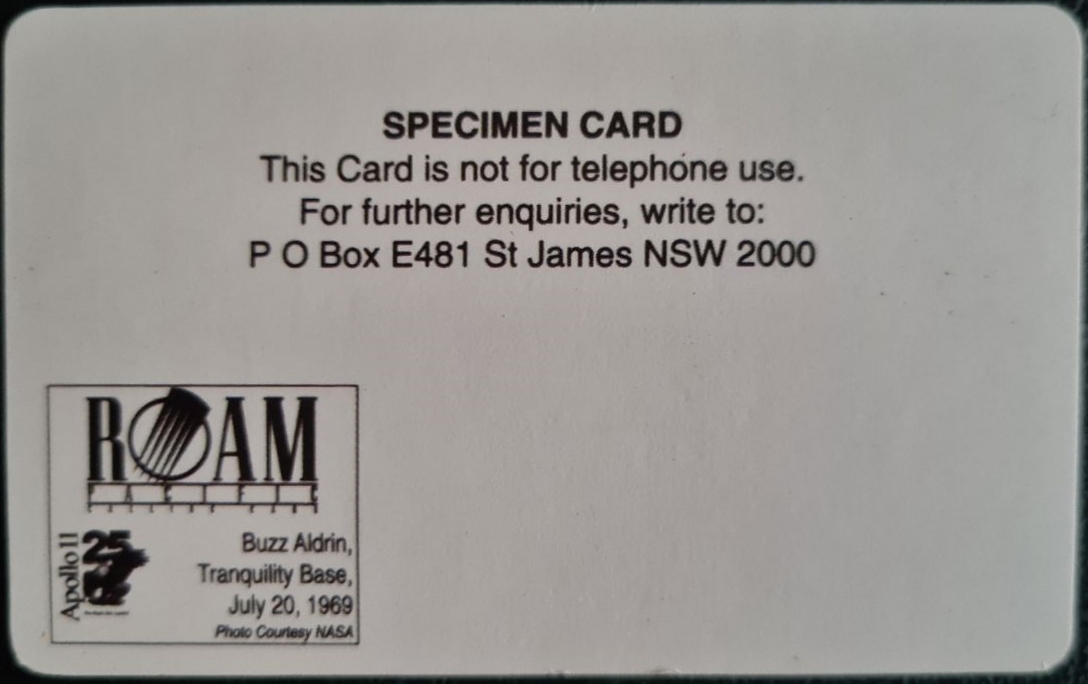 SPECIMEN CARD
This Card is not for telephone use.
For further enquiries, write to:
P O Box E481 St James NSW 2000
ROAM
PACIFIC
Apollo 11
25
Buzz Aldrin,
Tranquility Base,
July 20, 1969
Photo Courtesy NASA